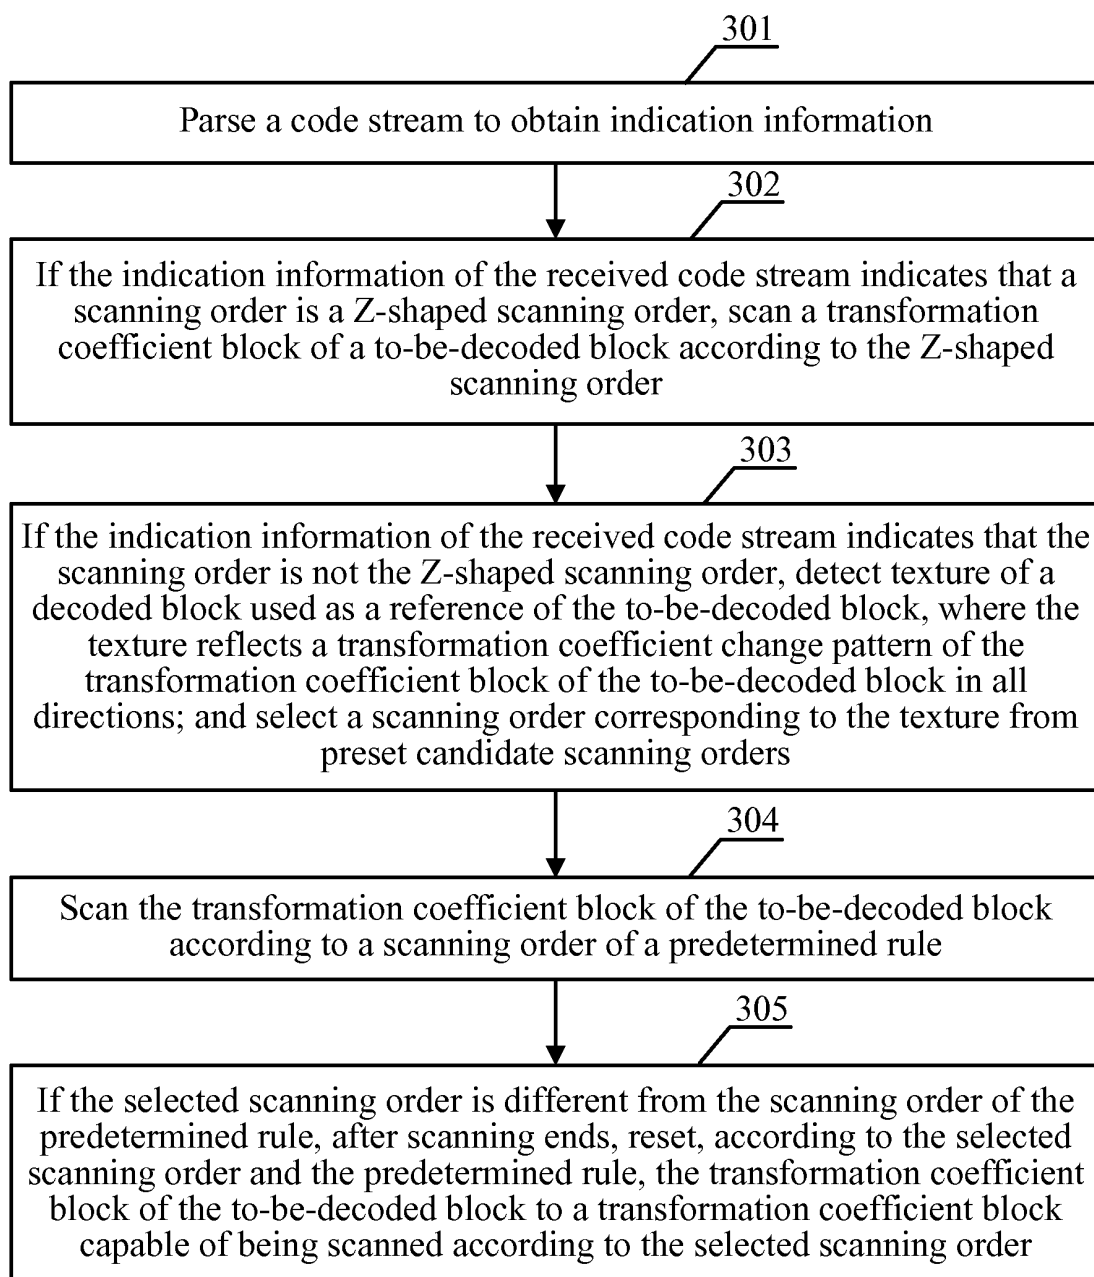 301
Parse a code stream to obtain indication information
302
If the indication information of the received code stream indicates that a
scanning order is a Z-shaped scanning order, scan a transformation
coefficient block of a to-be-decoded block according to the Z-shaped
scanning order
303
If the indication information of the received code stream indicates that the
scanning order is not the Z-shaped scanning order, detect texture of a
decoded block used as a reference of the to-be-decoded block, where the
texture reflects a transformation coefficient change pattern of the
transformation coefficient block of the to-be-decoded block in all
directions; and select a scanning order corresponding to the texture from
preset candidate scanning orders
304
Scan the transformation coefficient block of the to-be-decoded block
according to a scanning order of a predetermined rule
305
If the selected scanning order is different from the scanning order of the
predetermined rule, after scanning ends, reset, according to the selected
scanning order and the predetermined rule, the transformation coefficient
block of the to-be-decoded block to a transformation coefficient block
capable of being scanned according to the selected scanning order